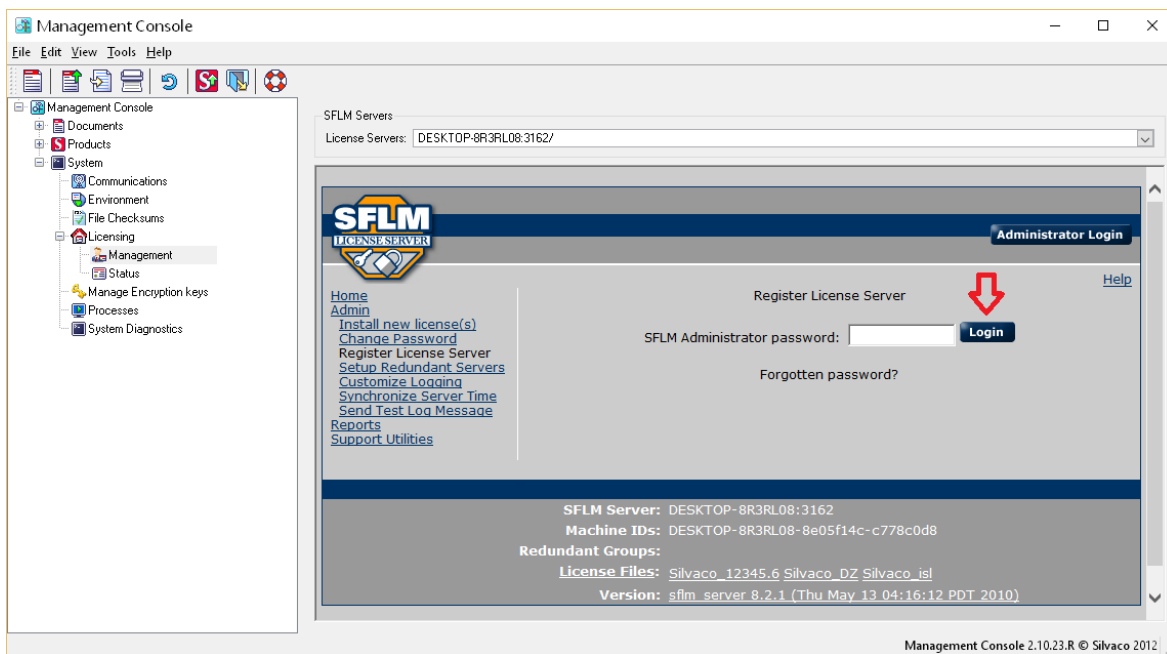 Management Console
File Edit View Tools Help
Management Console
Documents
Products
System
Communications
Environment
File Checksums
Licensing
Management
Status
Manage Encryption keys
Processes
System Diagnostics
SFLM Servers
License Servers: DESKTOP-8R3RL08:3162/
SFLM
LICENSE SERVER
Administrator Login
Help
Home
Admin
Install new license(s)
Change Password
Register License Server
Setup Redundant Servers
Customize Logging
Synchronize Server Time
Send Test Log Message
Reports
Support Utilities
Register License Server
SFLM Administrator password: Login
Forgotten password?
SFLM Server: DESKTOP-8R3RL08:3162
Machine IDs: DESKTOP-8R3RL08-8e05f14c-c778c0d8
Redundant Groups:
License Files: Silvaco_12345.6 Silvaco_DZ Silvaco_isl
Version: sflm_server 8.2.1 (Thu May 13 04:16:12 PDT 2010)
Management Console 2.10.23.R © Silvaco 2012